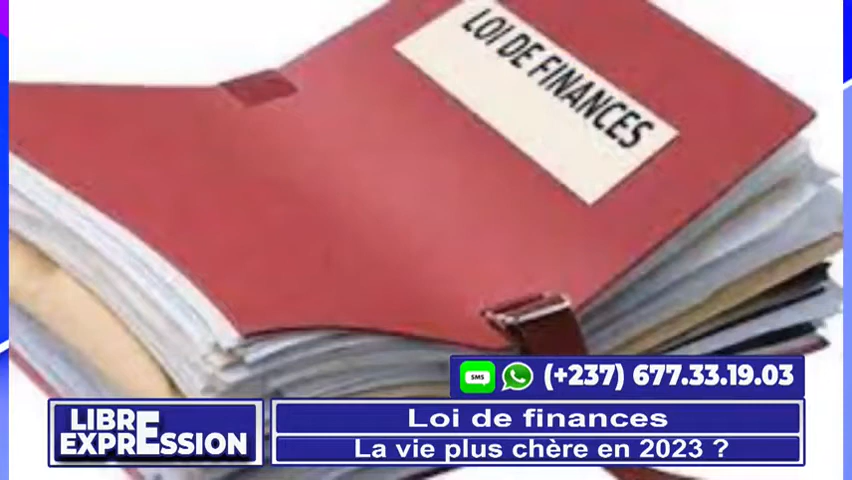 LOI DE FINANCES
SMS
(+237) 677.33.19.03
LIBRE
EXPRESSION
Loi de finances
La vie plus chère en 2023 ?